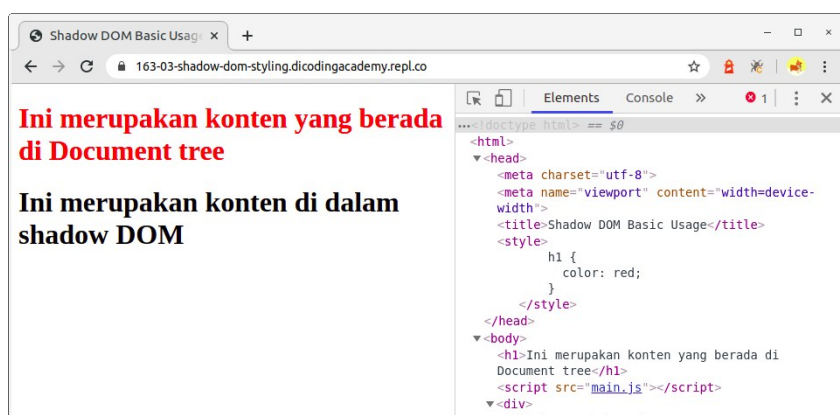 Shadow DOM Basic Usag
163-03-shadow-dom-styling.dicodingacademy.repl.co
Ini merupakan konten yang berada
di Document tree
Ini merupakan konten di dalam
shadow DOM
Elements Console » 1
...<!doctype html> == $0
<html>
▼<head>
<meta charset="utf-8">
<meta name="viewport" content="width=device-
width">
<title>Shadow DOM Basic Usage</title>
<style>
h1 {
color: red;
}
</style>
</head>
▼<body>
<h1>Ini merupakan konten yang berada di
Document tree</h1>
<script src="main.js"></script>
▼<div>